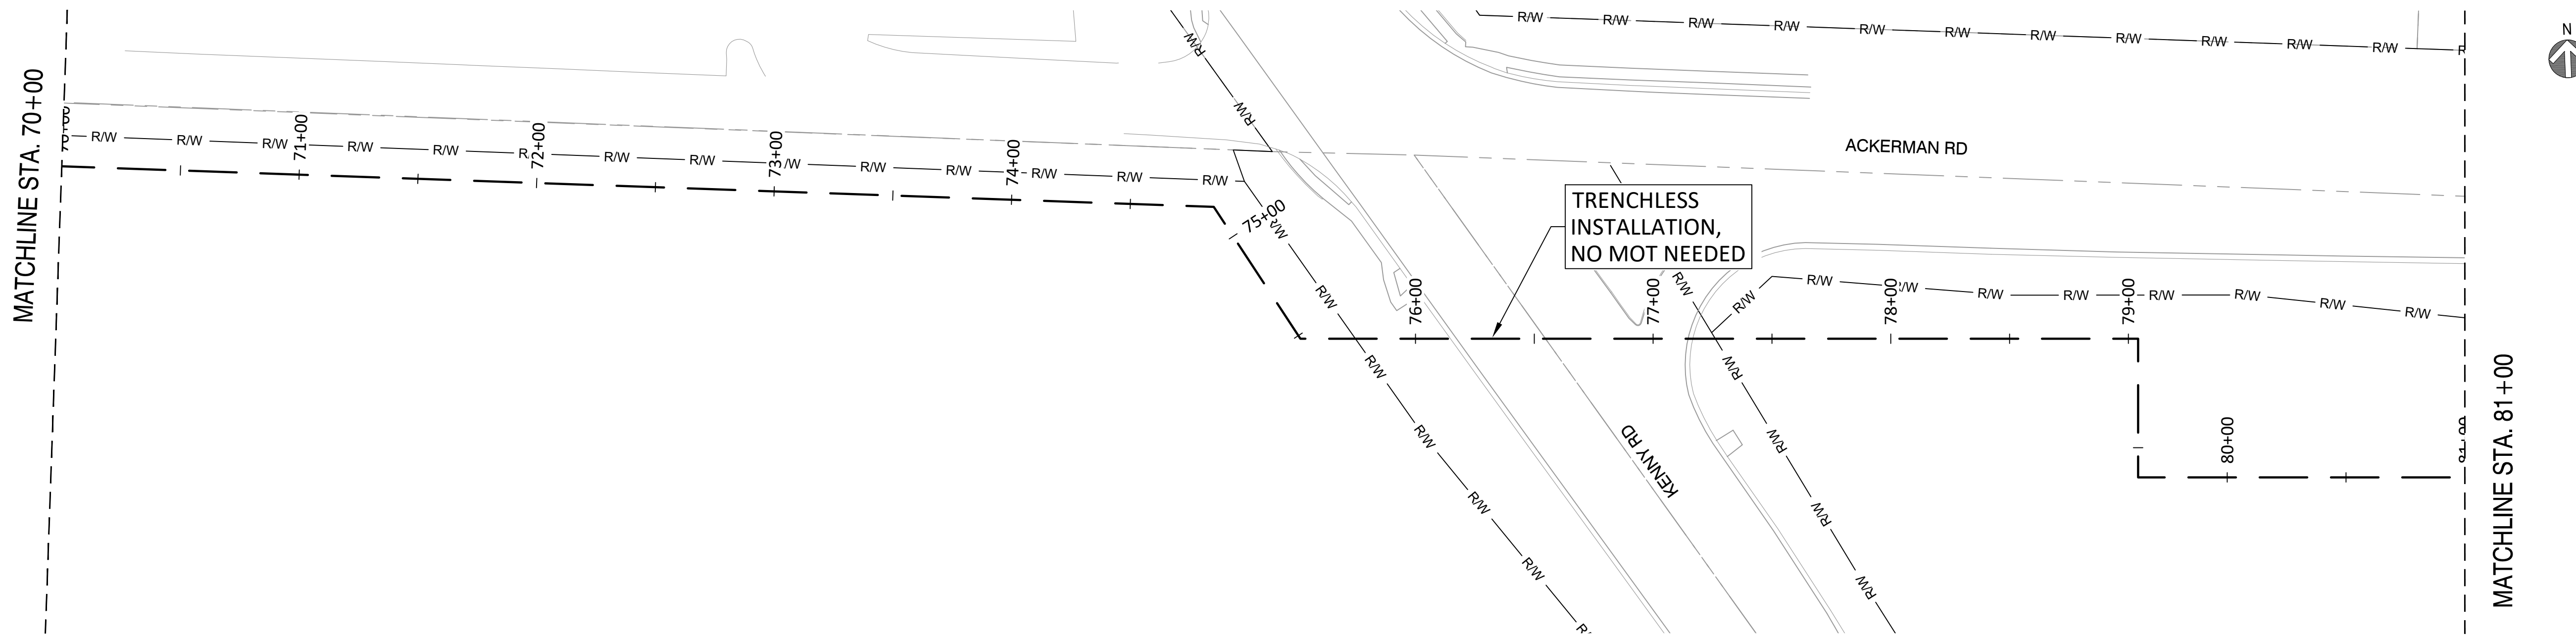 N
MATCHLINE STA. 70+00
R/W R/W R/W R/W R/W R/W R/W R/W R/W R/W R/W
R/W
R/W
ACKERMAN RD
R/W R/W R/W R/W R/W R/W R/W R/W R/W R/W R/W R/W R/W
71+00
72+00
73+00
74+00
75+00
76+00
77+00
78+00
79+00
80+00
TRENCHLESS
INSTALLATION,
NO MOT NEEDED
R/W
R/W
R/W
R/W
R/W
R/W
KENNY RD
R/W
R/W
R/W
R/W
R/W
R/W R/W R/W R/W R/W R/W R/W R/W R/W
MATCHLINE STA. 81+00